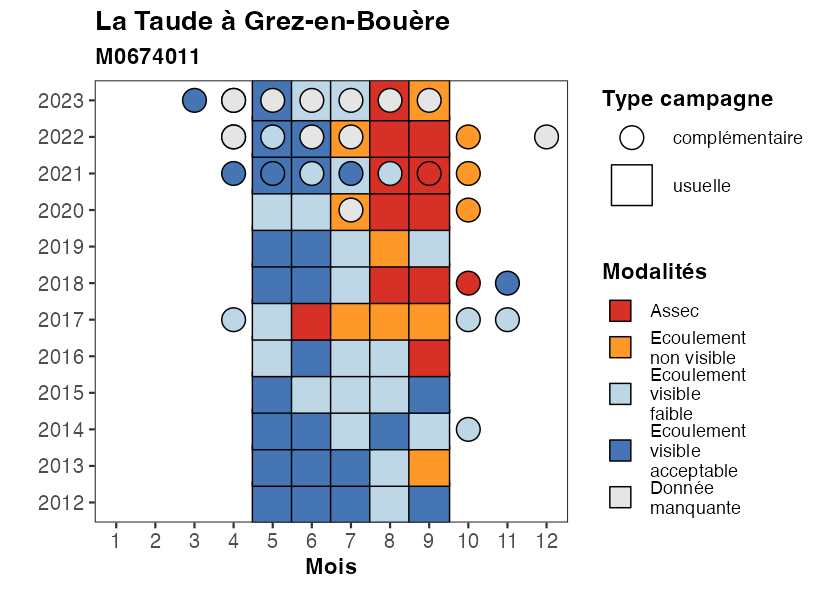 La Taude à Grez-en-Bouère
M0674011
2023
2022
2021
2020
2019
2018
2017
2016
2015
2014
2013
2012
1 2 3 4 5 6 7 8 9 10 11 12
Mois
Type campagne
complémentaire
usuelle
Modalités
Assec
Ecoulement
non visible
Ecoulement
visible
faible
Ecoulement
visible
acceptable
Donnée
manquante